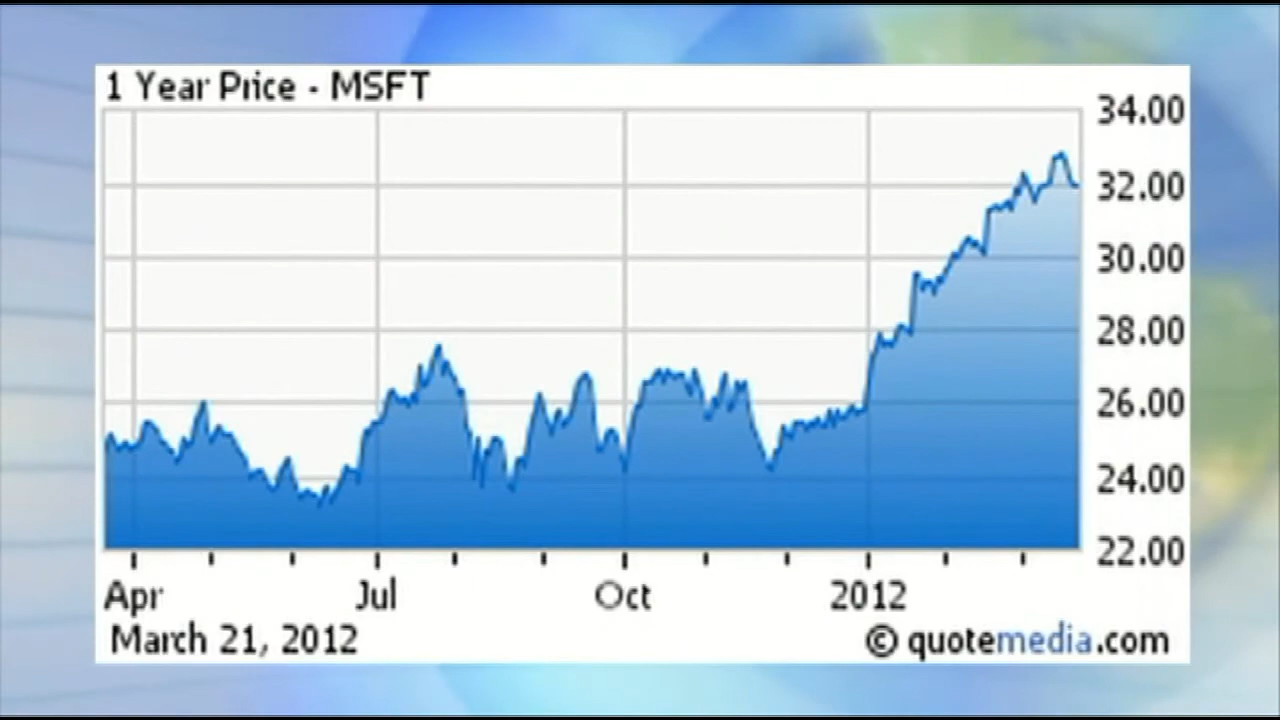 1 Year Price - MSFT
34.00
32.00
30.00
28.00
26.00
24.00
22.00
Apr Jul Oct 2012
March 21, 2012 © quotemedia.com